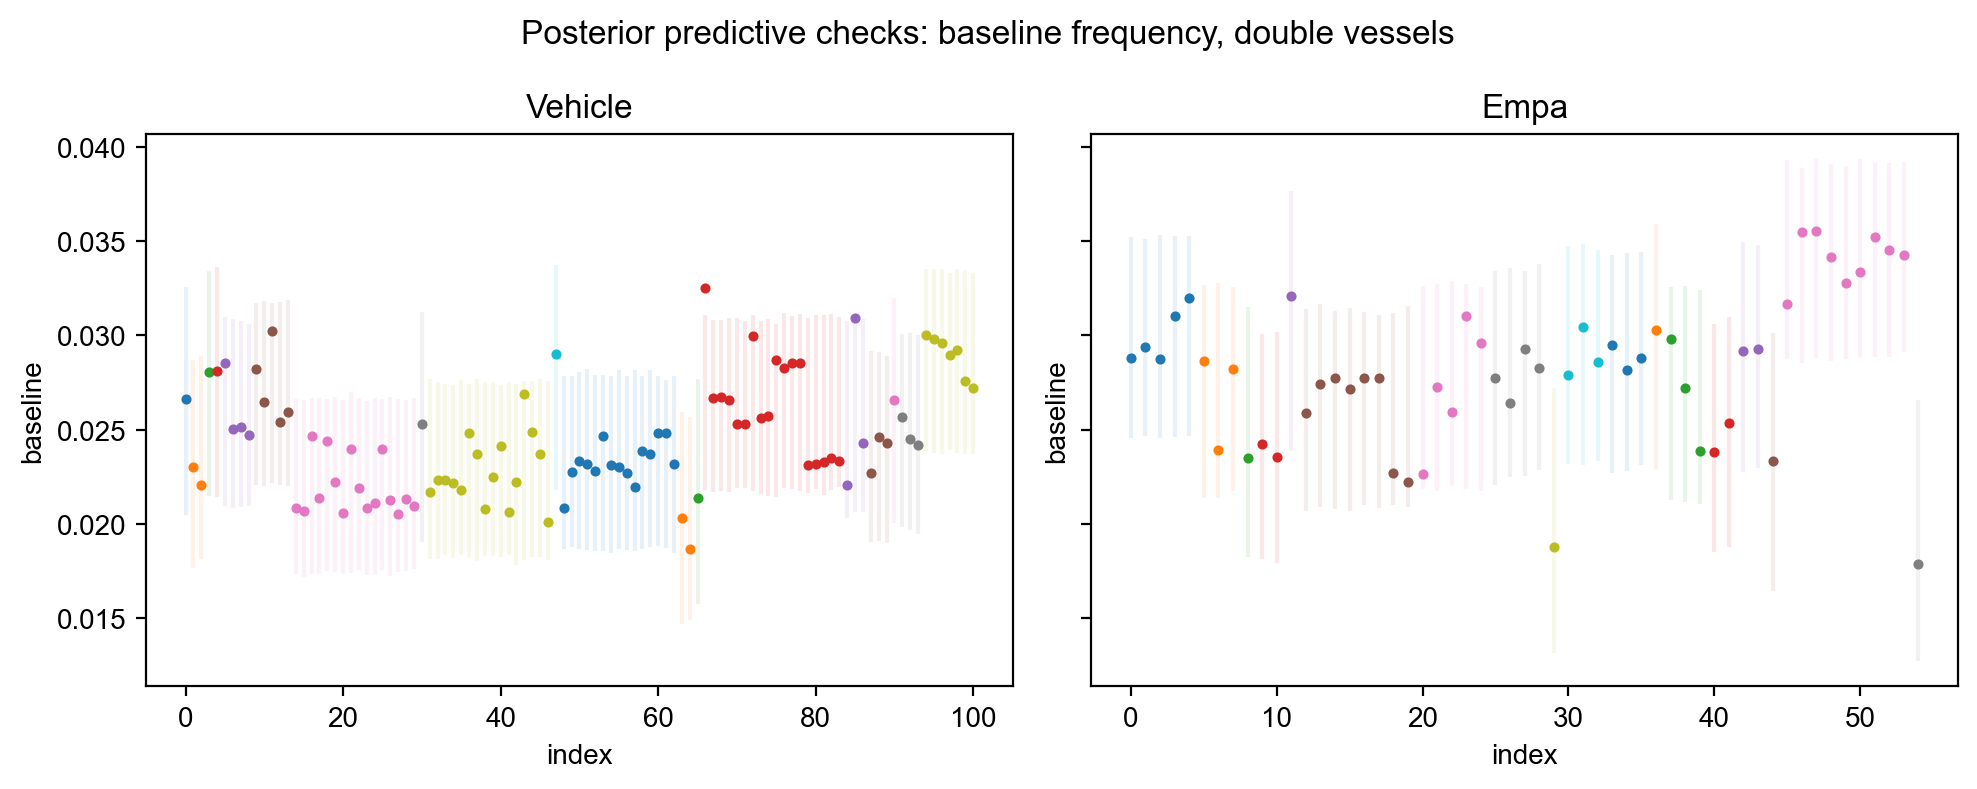 Posterior predictive checks: baseline frequency, double vessels
Vehicle
Empa
0.040
0.035
0.030
0.025
0.020
0.015
baseline
baseline
0 20 40 60 80 100
0 10 20 30 40 50
index
index